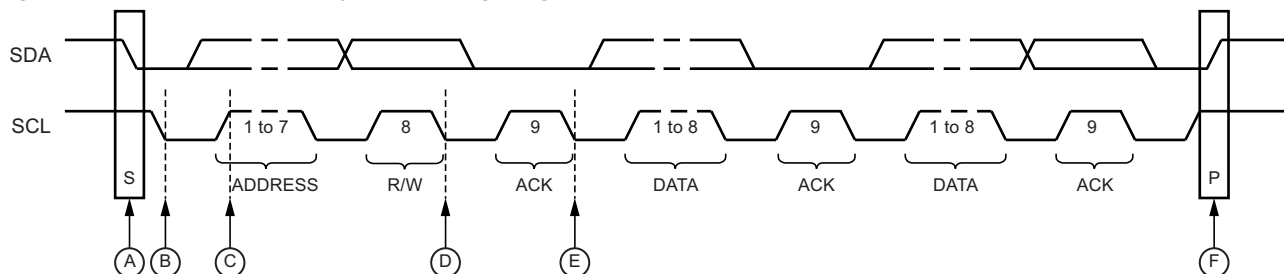 SDA
SCL
1 to 7 8 9 1 to 8 9 1 to 8 9
S P
ADDRESS R/W ACK DATA ACK DATA ACK
A B C D E F